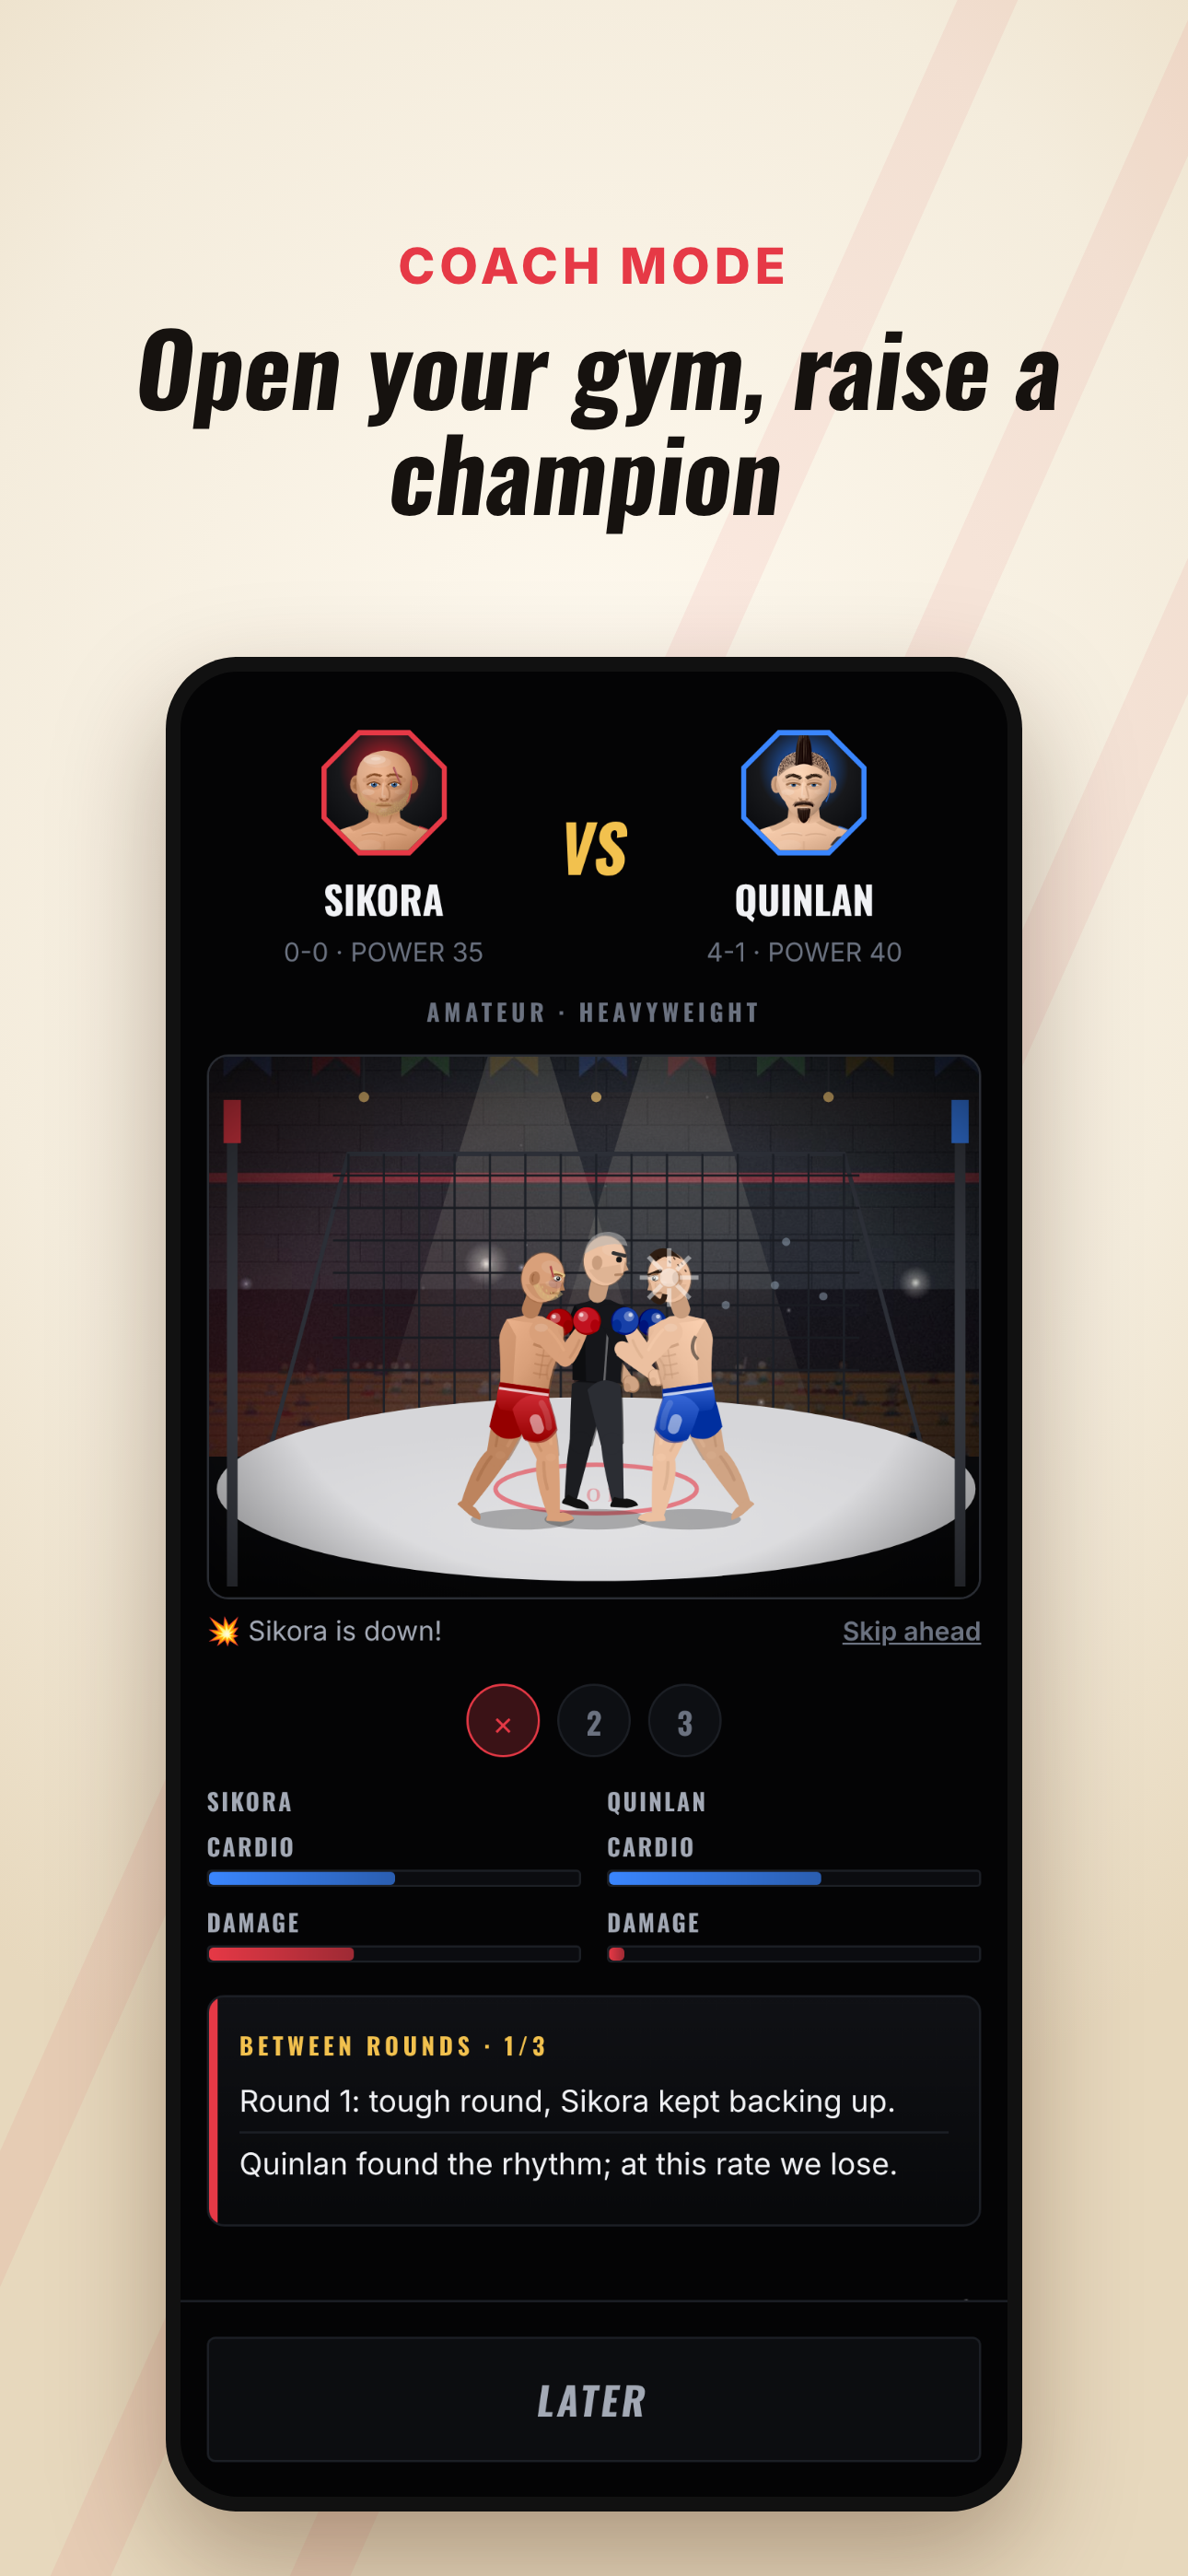 COACH MODE
Open your gym, raise a
champion
VS
SIKORA
QUINLAN
0-0 · POWER 35
4-1 · POWER 40
AMATEUR · HEAVYWEIGHT
💥 Sikora is down!
Skip ahead
× 2 3
SIKORA
QUINLAN
CARDIO
CARDIO
DAMAGE
DAMAGE
BETWEEN ROUNDS · 1/3
Round 1: tough round, Sikora kept backing up.
Quinlan found the rhythm; at this rate we lose.
LATER